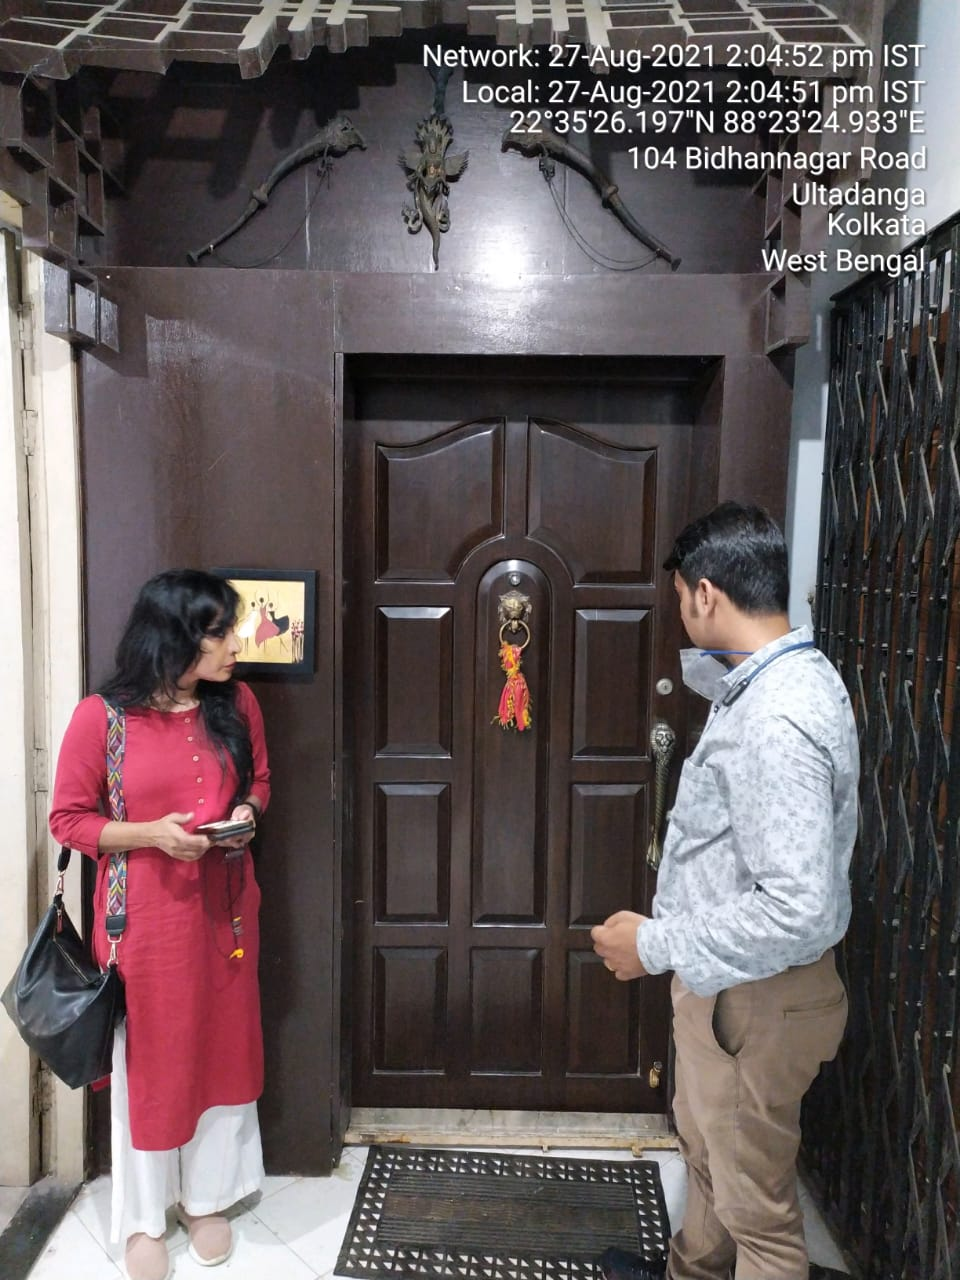 Network: 27-Aug-2021 2:04:52 pm IST
Local: 27-Aug-2021 2:04:51 pm IST
22°35'26.197"N 88°23'24.933"E
104 Bidhannagar Road
Ultadanga
Kolkata
West Bengal